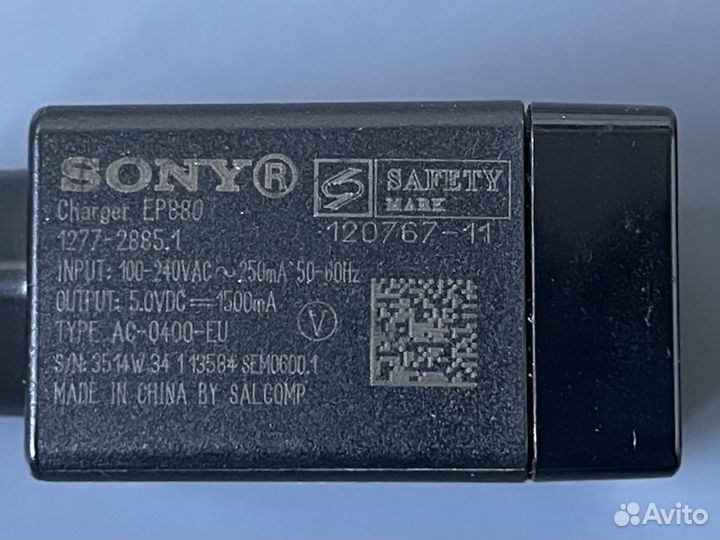 SONY®
Charger EP880
1277-2885.1
INPUT: 100-240VAC ~ 250mA 50-60Hz
OUTPUT: 5.0VDC ⎓ 1500mA
TYPE AC-0400-EU
S/N: 3514W 34 1 13584 SEM0600.1
MADE IN CHINA BY SALCOMP
S SAFETY
MARK
120767-11
V
Avito